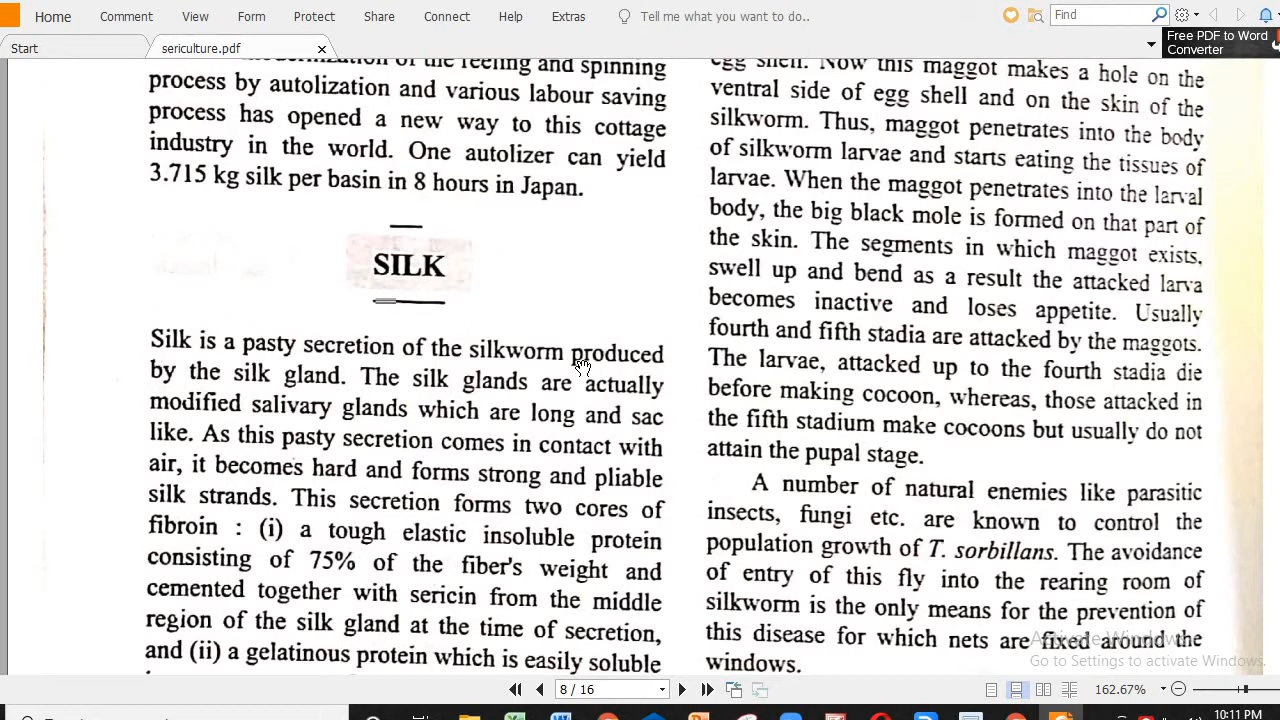 Home Comment View Form Protect Share Connect Help Extras Tell me what you want to do.. Find
Free PDF to Word
Converter
Start sericulture.pdf
of the reeling and spinning
process by autolization and various labour saving
process has opened a new way to this cottage
industry in the world. One autolizer can yield
3.715 kg silk per basin in 8 hours in Japan.
SILK
Silk is a pasty secretion of the silkworm produced
by the silk gland. The silk glands are actually
modified salivary glands which are long and sac
like. As this pasty secretion comes in contact with
air, it becomes hard and forms strong and pliable
silk strands. This secretion forms two cores of
fibroin : (i) a tough elastic insoluble protein
consisting of 75% of the fiber's weight and
cemented together with sericin from the middle
region of the silk gland at the time of secretion,
and (ii) a gelatinous protein which is easily soluble
egg shell. Now this maggot makes a hole on the
ventral side of egg shell and on the skin of the
silkworm. Thus, maggot penetrates into the body
of silkworm larvae and starts eating the tissues of
larvae. When the maggot penetrates into the larval
body, the big black mole is formed on that part of
the skin. The segments in which maggot exists,
swell up and bend as a result the attacked larva
becomes inactive and loses appetite. Usually
fourth and fifth stadia are attacked by the maggots.
The larvae, attacked up to the fourth stadia die
before making cocoon, whereas, those attacked in
the fifth stadium make cocoons but usually do not
attain the pupal stage.
A number of natural enemies like parasitic
insects, fungi etc. are known to control the
population growth of T. sorbillans. The avoidance
of entry of this fly into the rearing room of
silkworm is the only means for the prevention of
this disease for which nets are fixed around the
windows.
Activate Windows
Go to Settings to activate Windows.
8 / 16
162.67%
10:11 PM